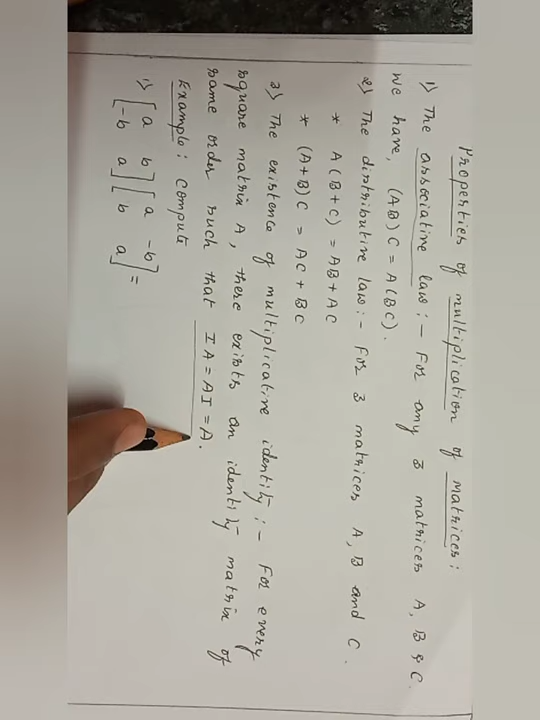 Properties of multiplication of matrices:
1) The associative law:- For any 3 matrices A, B & C.
We have, (AB)C = A(BC).
2) The distributive law:- For 3 matrices A, B and C.
* A(B+C) = AB + AC
* (A+B)C = AC + BC
3) The existence of multiplicative identity:- For every
square matrix A, there exists an identity matrix of
same order such that IA = AI = A.
Example: Compute
i) [a b] [a -b] =
[-b a] [b a]